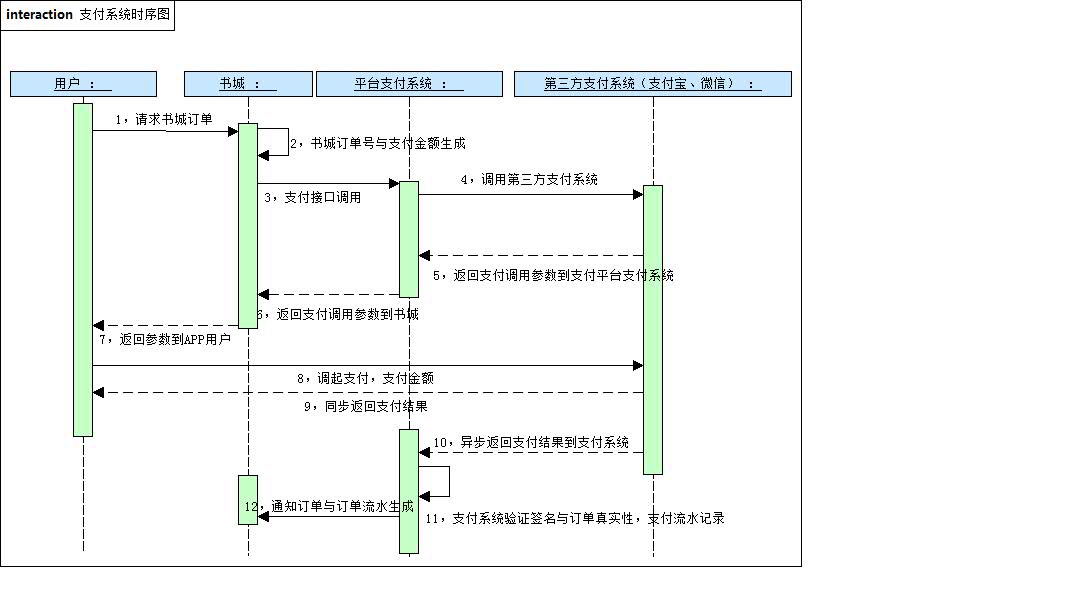 interaction 支付系统时序图
用户 ：
书城 ：
平台支付系统 ：
第三方支付系统（支付宝、微信） ：
1，请求书城订单
2，书城订单号与支付金额生成
3，支付接口调用
4，调用第三方支付系统
5，返回支付调用参数到支付平台支付系统
6，返回支付调用参数到书城
7，返回参数到APP用户
8，调起支付，支付金额
9，同步返回支付结果
10，异步返回支付结果到支付系统
12，通知订单与订单流水生成
11，支付系统验证签名与订单真实性，支付流水记录